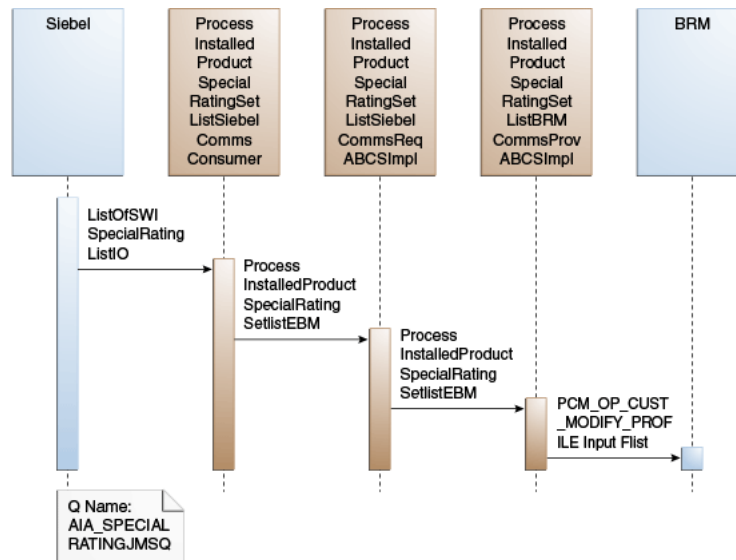 Siebel
Process
Installed
Product
Special
RatingSet
ListSiebel
Comms
Consumer
Process
Installed
Product
Special
RatingSet
ListSiebel
CommsReq
ABCSImpl
Process
Installed
Product
Special
RatingSet
ListBRM
CommsProv
ABCSImpl
BRM
ListOfSWI
SpecialRating
ListIO
Process
InstalledProduct
SpecialRating
SetlistEBM
Process
InstalledProduct
SpecialRating
SetlistEBM
PCM_OP_CUST
_MODIFY_PROF
ILE Input Flist
Q Name:
AIA_SPECIAL
RATINGJMSQ